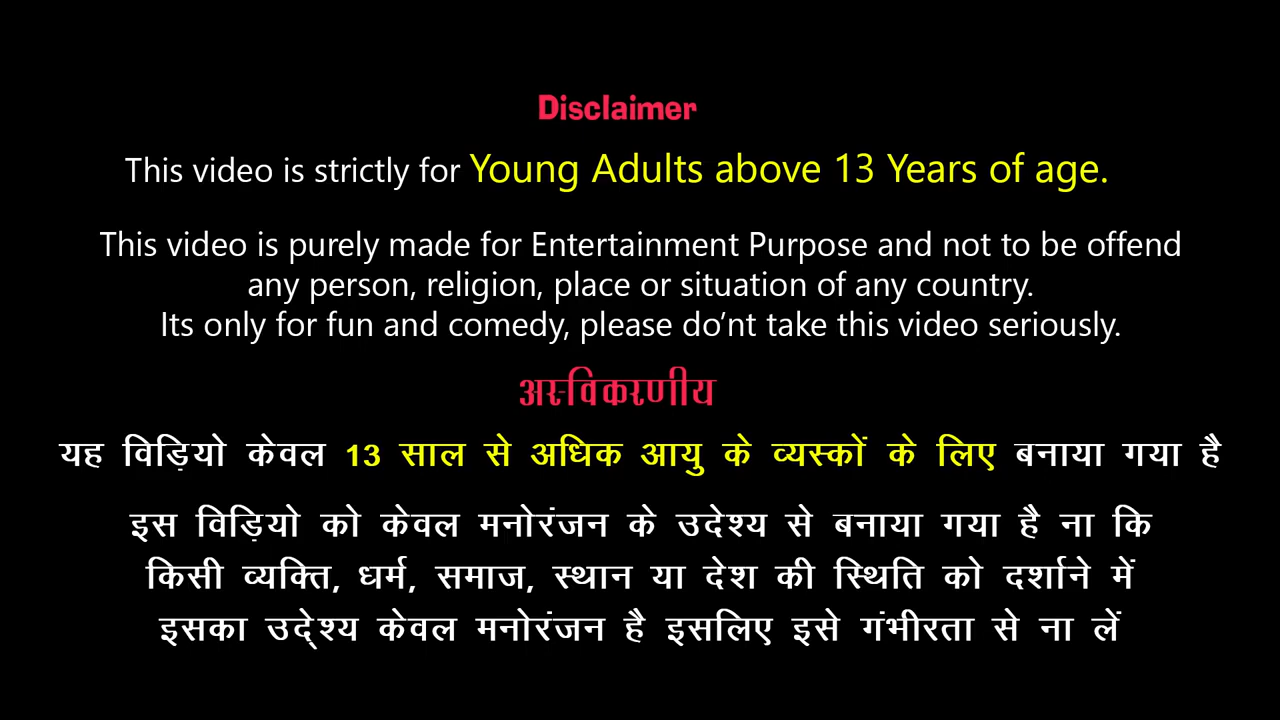 Disclaimer
This video is strictly for Young Adults above 13 Years of age.
This video is purely made for Entertainment Purpose and not to be offend
any person, religion, place or situation of any country.
Its only for fun and comedy, please do’nt take this video seriously.
अस्विकरणीय
यह विड़ियो केवल 13 साल से अधिक आयु के व्यस्कों के लिए बनाया गया है
इस विड़ियो को केवल मनोरंजन के उदेश्य से बनाया गया है ना कि
किसी व्यक्ति, धर्म, समाज, स्थान या देश की स्थिति को दर्शाने में
इसका उदे्श्य केवल मनोरंजन है इसलिए इसे गंभीरता से ना लें